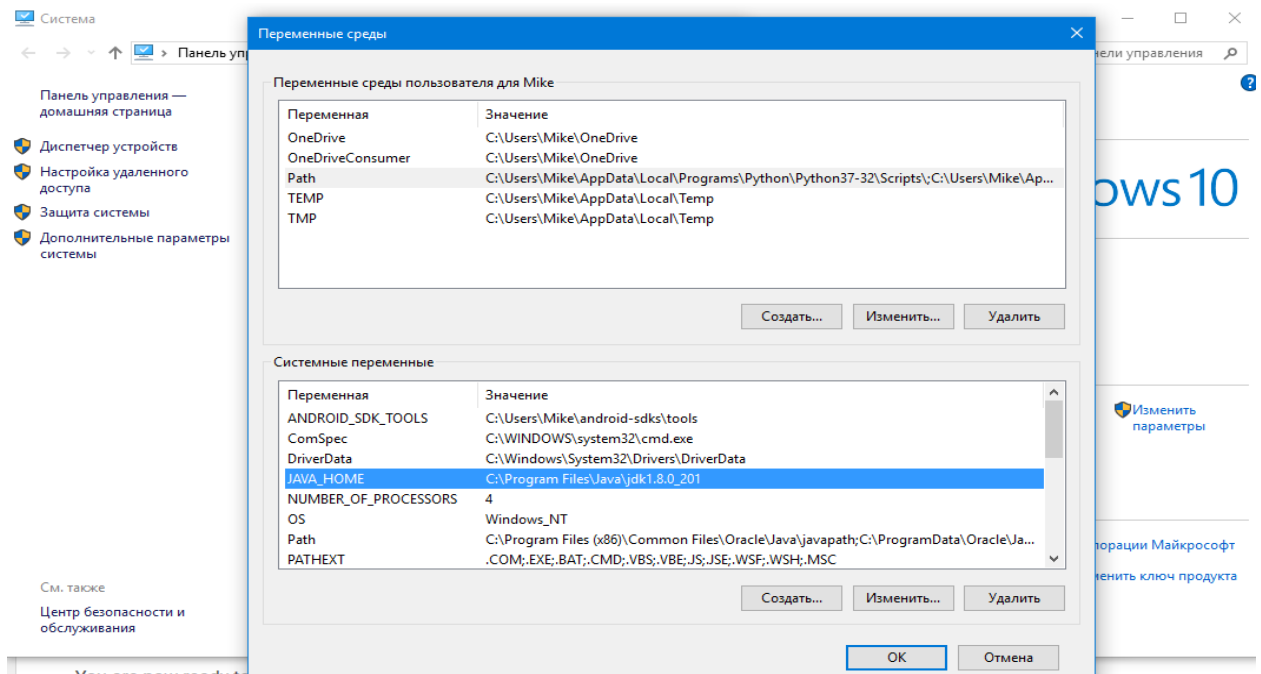 Система
Переменные среды
Панель упр
нели управления
Панель управления —
домашняя страница
Диспетчер устройств
Настройка удаленного
доступа
Защита системы
Дополнительные параметры
системы
См. также
Центр безопасности и
обслуживания
Переменные среды пользователя для Mike
Переменная Значение
OneDrive C:\Users\Mike\OneDrive
OneDriveConsumer C:\Users\Mike\OneDrive
Path C:\Users\Mike\AppData\Local\Programs\Python\Python37-32\Scripts\;C:\Users\Mike\Ap...
TEMP C:\Users\Mike\AppData\Local\Temp
TMP C:\Users\Mike\AppData\Local\Temp
Создать... Изменить... Удалить
Системные переменные
Переменная Значение
ANDROID_SDK_TOOLS C:\Users\Mike\android-sdks\tools
ComSpec C:\WINDOWS\system32\cmd.exe
DriverData C:\Windows\System32\Drivers\DriverData
JAVA_HOME C:\Program Files\Java\jdk1.8.0_201
NUMBER_OF_PROCESSORS 4
OS Windows_NT
Path C:\Program Files (x86)\Common Files\Oracle\Java\javapath;C:\ProgramData\Oracle\Ja...
PATHEXT .COM;.EXE;.BAT;.CMD;.VBS;.VBE;.JS;.JSE;.WSF;.WSH;.MSC
Создать... Изменить... Удалить
OK Отмена
?
ows 10
Изменить
параметры
порации Майкрософт
менить ключ продукта